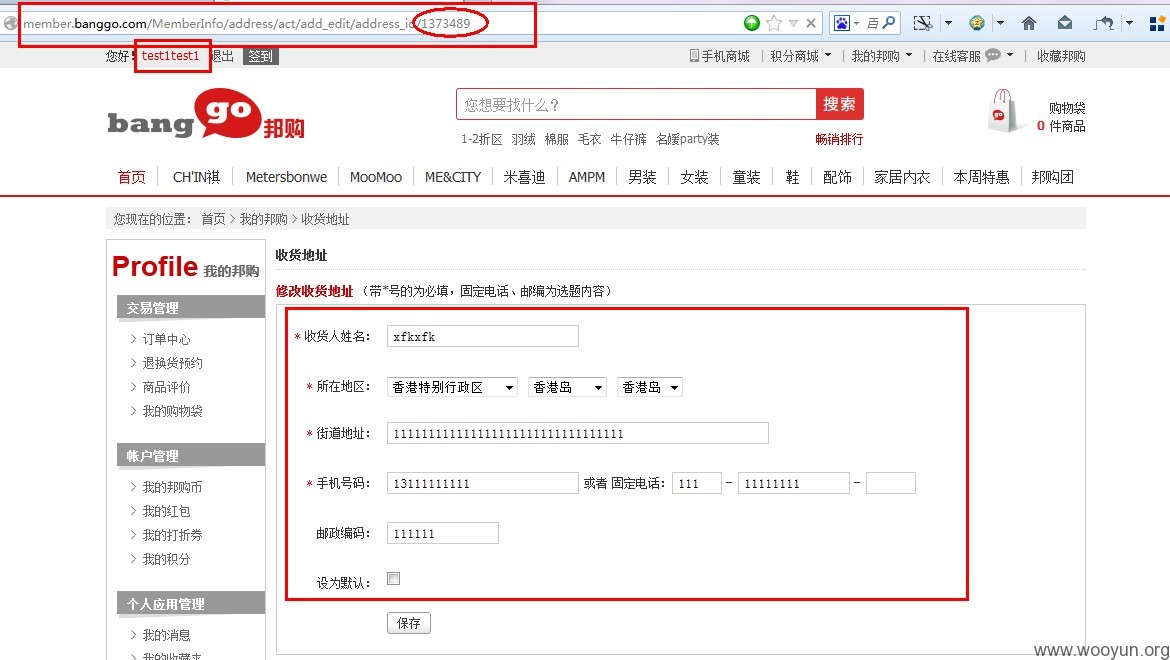 member.banggo.com/MemberInfo/address/act/add_edit/address_id/1373489
百
您好!test1test1 退出 签到 手机商城 积分商城 我的邦购 在线客服 收藏邦购
bang go 邦购
您想要找什么？ 搜索
购物袋
0 件商品
1-2折区 羽绒 棉服 毛衣 牛仔裤 名媛party装 畅销排行
首页 CH'IN祺 Metersbonwe MooMoo ME&CITY 米喜迪 AMPM 男装 女装 童装 鞋 配饰 家居内衣 本周特惠 邦购团
您现在的位置： 首页 > 我的邦购 > 收货地址
Profile 我的邦购
交易管理
> 订单中心
> 退换货预约
> 商品评价
> 我的购物袋
帐户管理
> 我的邦购币
> 我的红包
> 我的打折券
> 我的积分
个人应用管理
> 我的消息
> 我的收藏夹
收货地址
修改收货地址 （带*号的为必填，固定电话、邮编为选题内容）
* 收货人姓名： xfkxfk
* 所在地区： 香港特别行政区 香港岛 香港岛
* 街道地址： 111111111111111111111111111111111
* 手机号码： 13111111111 或者 固定电话： 111 - 11111111 -
邮政编码： 111111
设为默认：
保存
www.wooyun.org